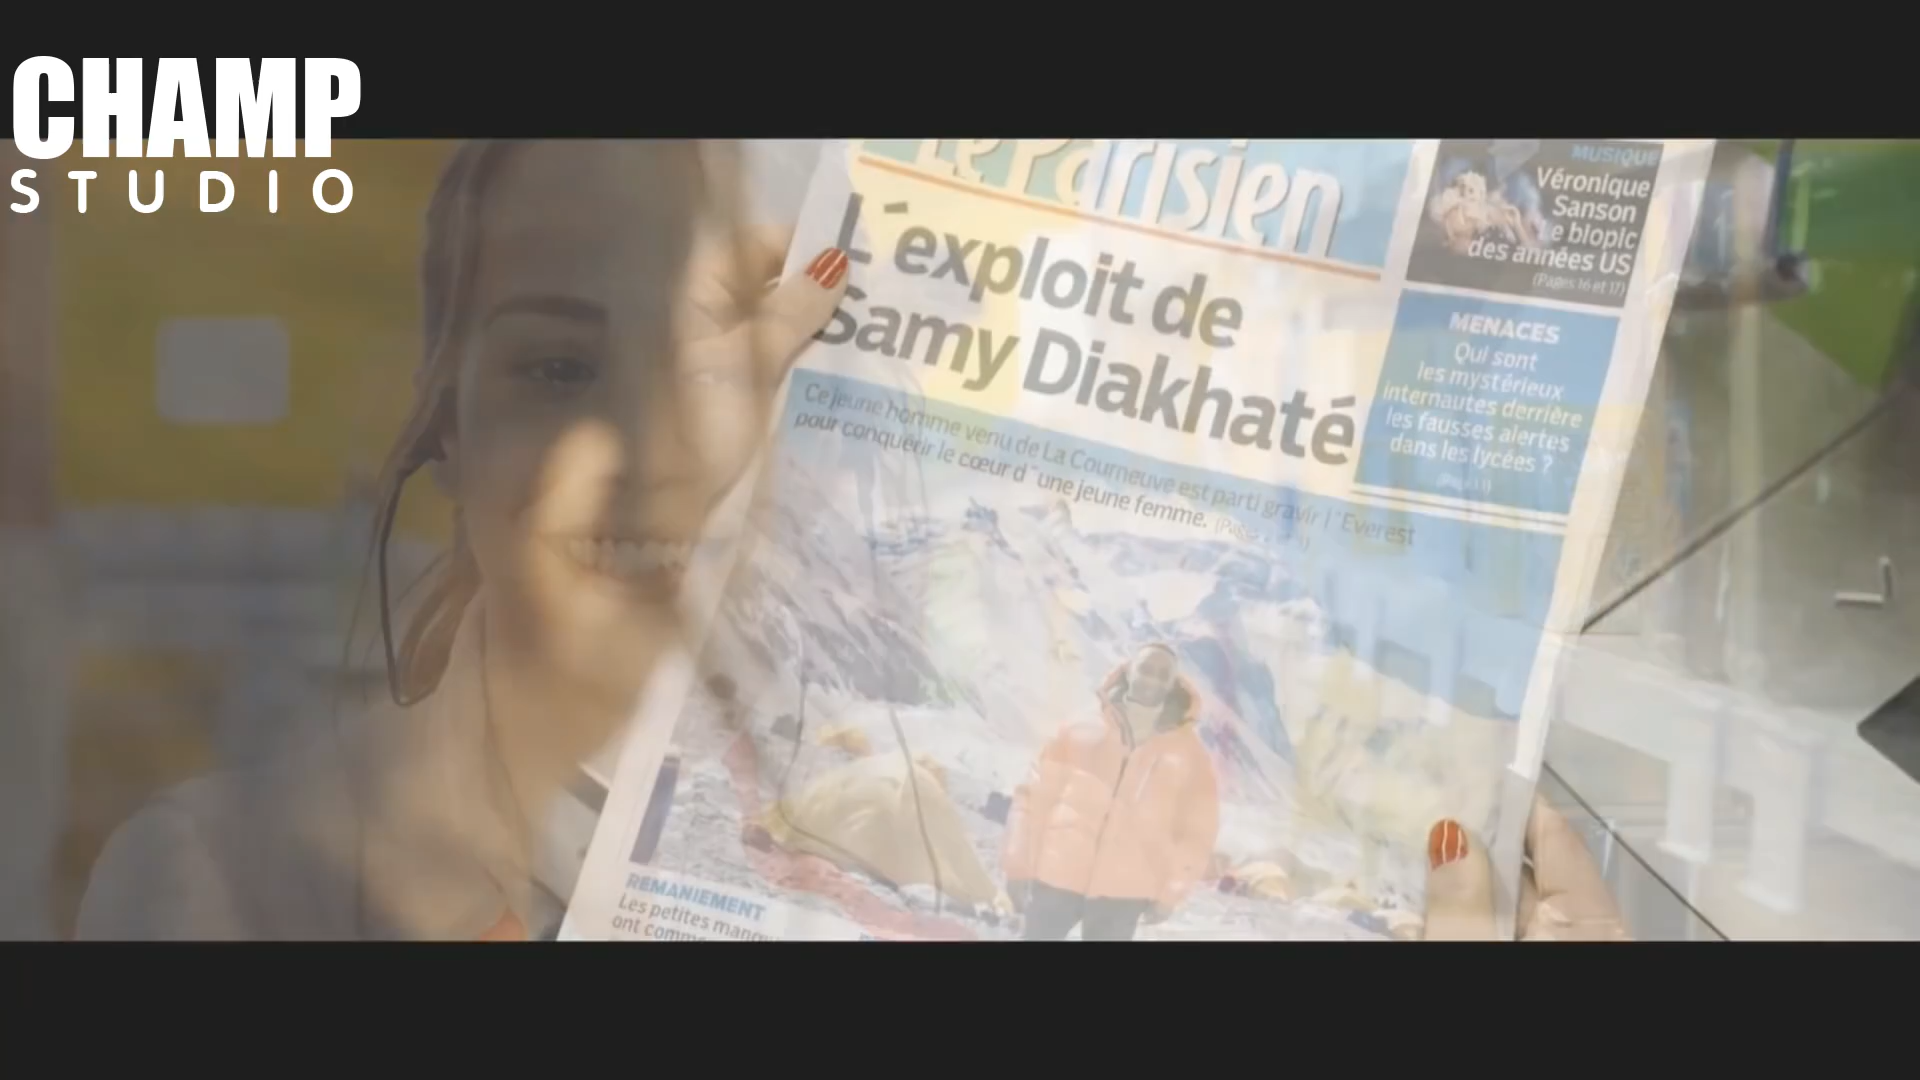 CHAMP
STUDIO
Le Parisien
L´exploit de
Samy Diakhaté
Ce jeune homme venu de La Courneuve est parti gravir l¨Everest
pour conquérir le cœur d¨une jeune femme.
MUSIQUE
Véronique
Sanson
Le biopic
des années US
(Pages 16 et 17)
MENACES
Qui sont
les mystérieux
internautes derrière
les fausses alertes
dans les lycées ?
REMANIEMENT
Les petites
ont